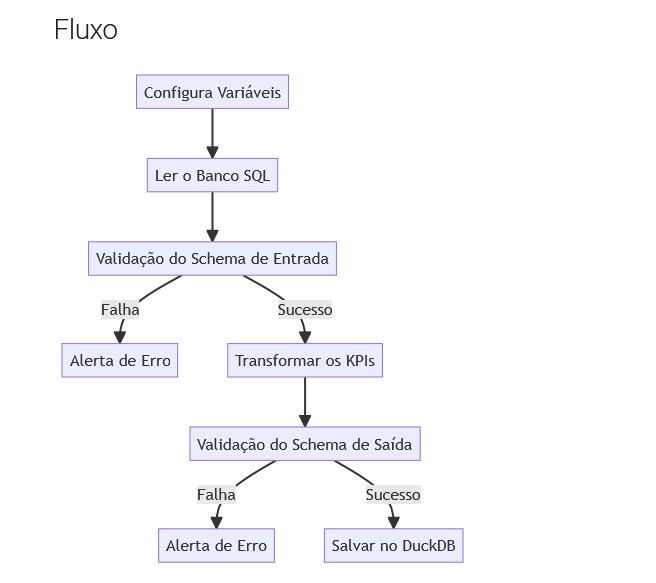 Fluxo
Configura Variáveis
Ler o Banco SQL
Validação do Schema de Entrada
Falha
Sucesso
Alerta de Erro
Transformar os KPIs
Validação do Schema de Saída
Falha
Sucesso
Alerta de Erro
Salvar no DuckDB